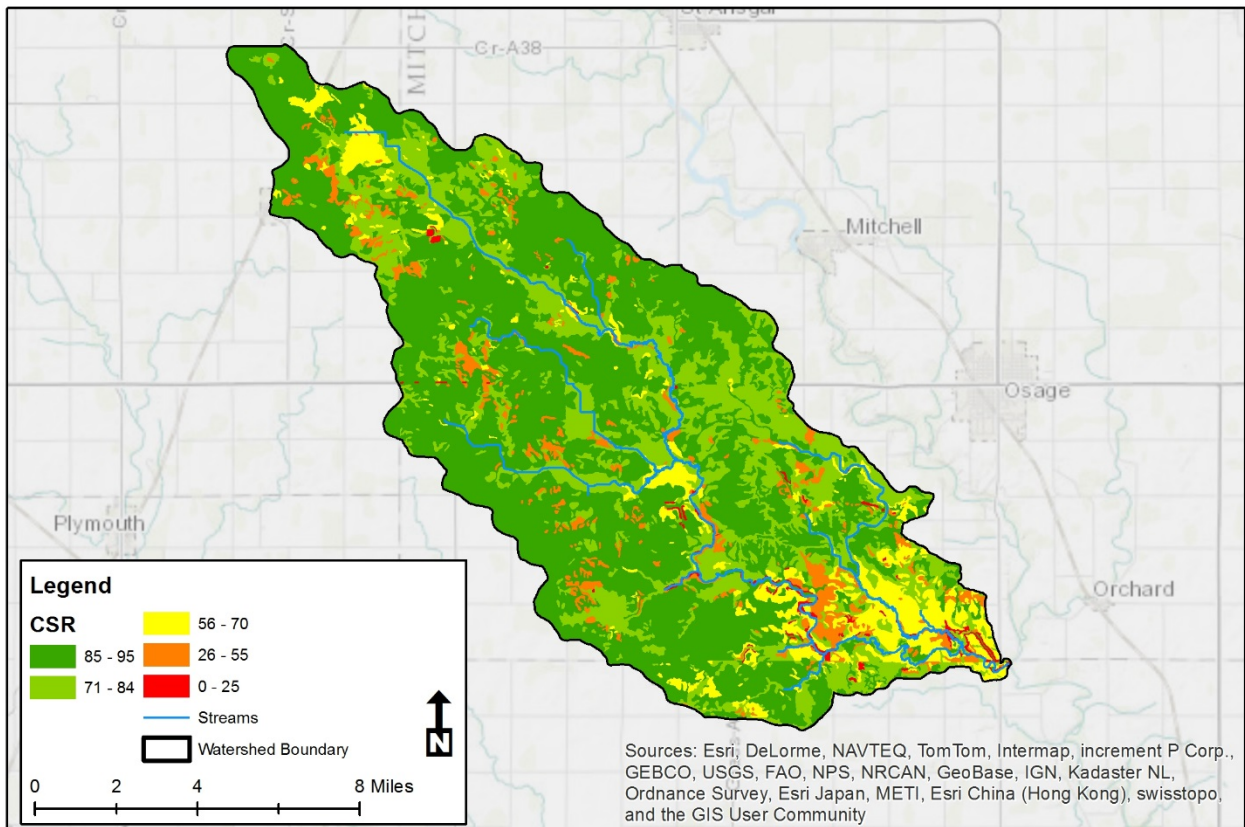 St Ansgar
Cr-A38
MITCH
Mitchell
Osage
Plymouth
Orchard
Legend
CSR
85 - 95
71 - 84
56 - 70
26 - 55
0 - 25
Streams
Watershed Boundary
N
0 2 4 8 Miles
Sources: Esri, DeLorme, NAVTEQ, TomTom, Intermap, increment P Corp.,
GEBCO, USGS, FAO, NPS, NRCAN, GeoBase, IGN, Kadaster NL,
Ordnance Survey, Esri Japan, METI, Esri China (Hong Kong), swisstopo,
and the GIS User Community